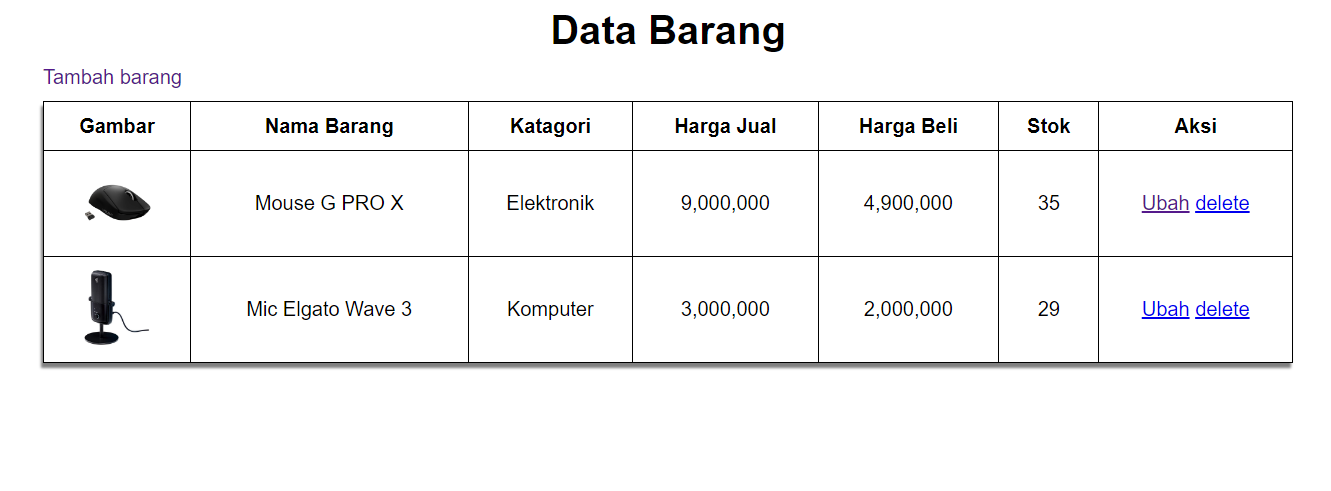 Data Barang
Tambah barang
Gambar Nama Barang Katagori Harga Jual Harga Beli Stok Aksi
Mouse G PRO X Elektronik 9,000,000 4,900,000 35 Ubah delete
Mic Elgato Wave 3 Komputer 3,000,000 2,000,000 29 Ubah delete